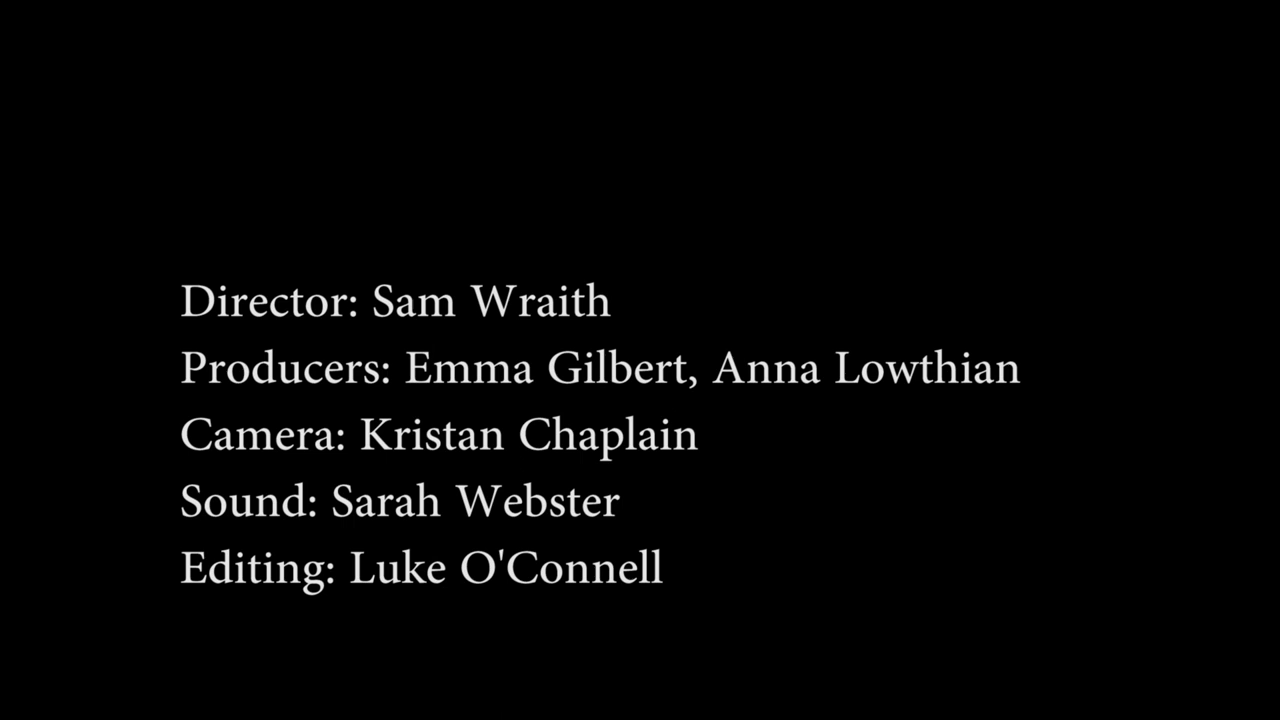 Director: Sam Wraith
Producers: Emma Gilbert, Anna Lowthian
Camera: Kristan Chaplain
Sound: Sarah Webster
Editing: Luke O'Connell